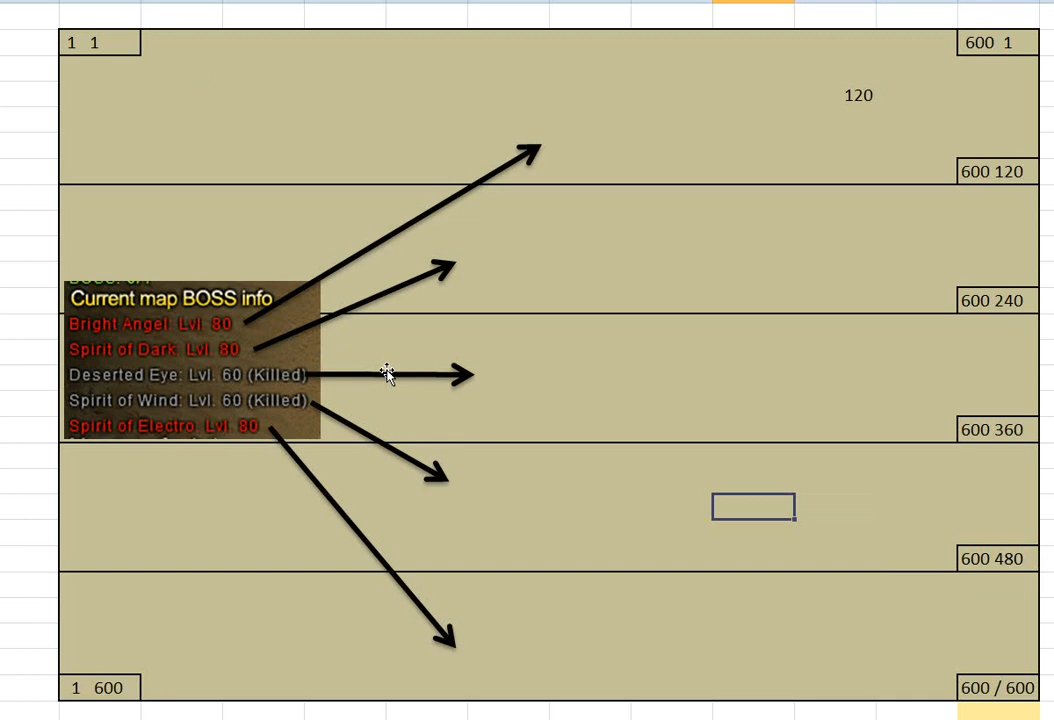 1 1
600 1
120
600 120
Current map BOSS info
600 240
Bright Angel: Lvl. 80
Spirit of Dark: Lvl. 80
Deserted Eye: Lvl. 60 (Killed)
Spirit of Wind: Lvl. 60 (Killed)
Spirit of Electro: Lvl. 80
600 360
600 480
1 600
600 / 600